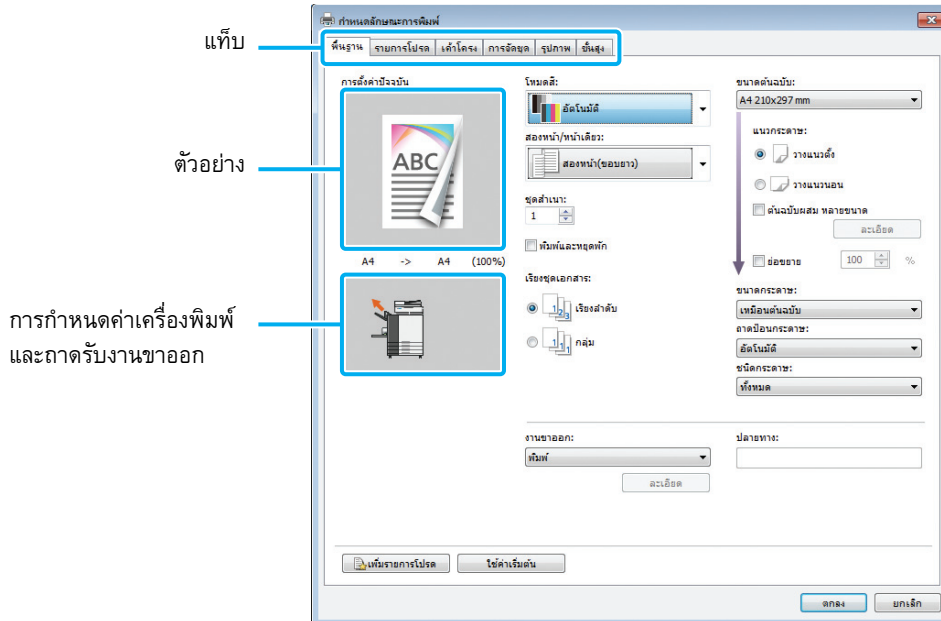 กำหนดลักษณะการพิมพ์
แท็บ
พื้นฐาน รายการโปรด เค้าโครง การจัดชุด รูปภาพ ขั้นสูง
การตั้งค่าปัจจุบัน
ตัวอย่าง
ABC
A4 -> A4 (100%)
การกำหนดค่าเครื่องพิมพ์
และถาดรับงานขาออก
โหมดสี:
อัตโนมัติ
สองหน้า/หน้าเดียว:
สองหน้า(ขอบยาว)
ชุดสำเนา:
1
พิมพ์และหยุดพัก
เรียงชุดเอกสาร:
1 2 3 เรียงลำดับ
1 1 1 กลุ่ม
ขนาดต้นฉบับ:
A4 210x297 mm
แนวกระดาษ:
วางแนวตั้ง
วางแนวนอน
ต้นฉบับผสม หลายขนาด
ละเอียด
ย่อขยาย 100 %
ขนาดกระดาษ:
เหมือนต้นฉบับ
ถาดป้อนกระดาษ:
อัตโนมัติ
ชนิดกระดาษ:
ทั้งหมด
งานขาออก:
พิมพ์
ละเอียด
ปลายทาง:
เพิ่มรายการโปรด ใช้ค่าเริ่มต้น
ตกลง ยกเลิก